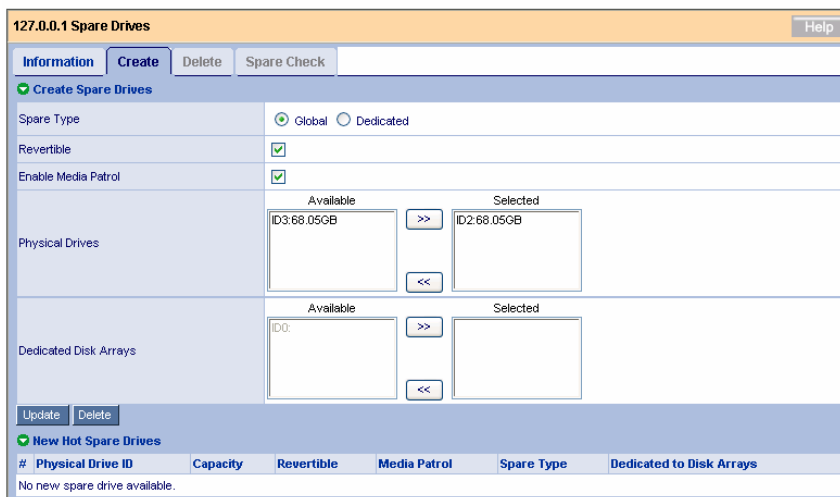 127.0.0.1 Spare Drives Help
Information Create Delete Spare Check
Create Spare Drives
Spare Type Global Dedicated
Revertible
Enable Media Patrol
Available Selected
ID3:68.05GB >> ID2:68.05GB
Physical Drives
<<
Available Selected
ID0: >>
Dedicated Disk Arrays
<<
Update Delete
New Hot Spare Drives
# Physical Drive ID Capacity Revertible Media Patrol Spare Type Dedicated to Disk Arrays
No new spare drive available.